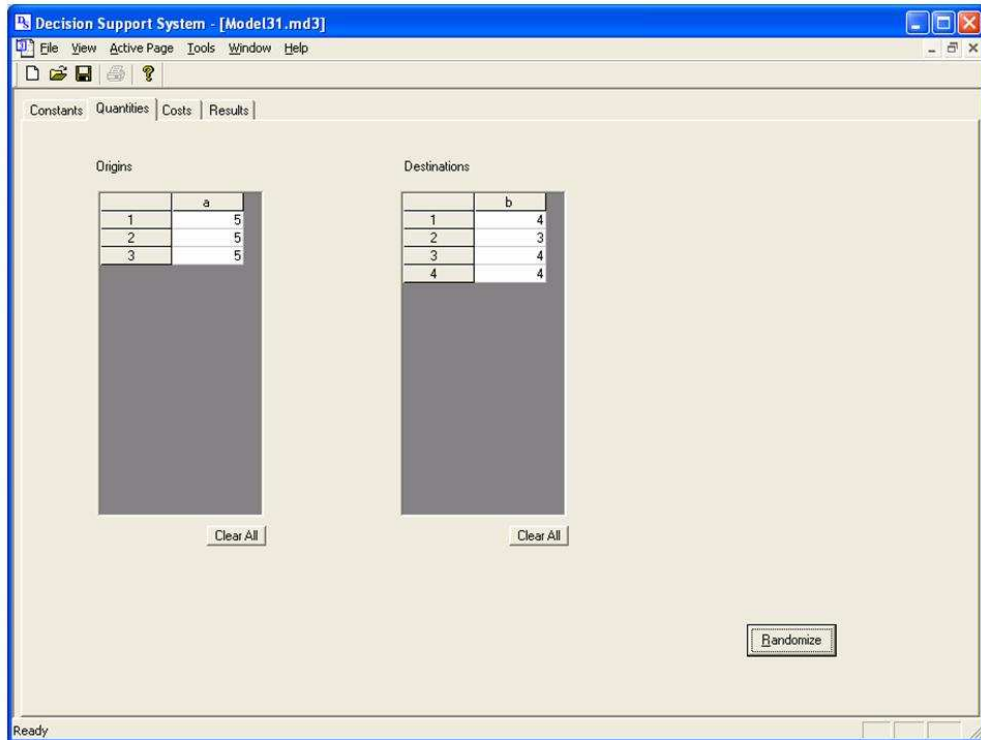 Decision Support System - [Model31.md3]
File View Active Page Tools Window Help
Constants Quantities Costs Results
Origins Destinations
a b
1 5 1 4
2 5 2 3
3 5 3 4
4 4
Clear All Clear All
Randomize
Ready